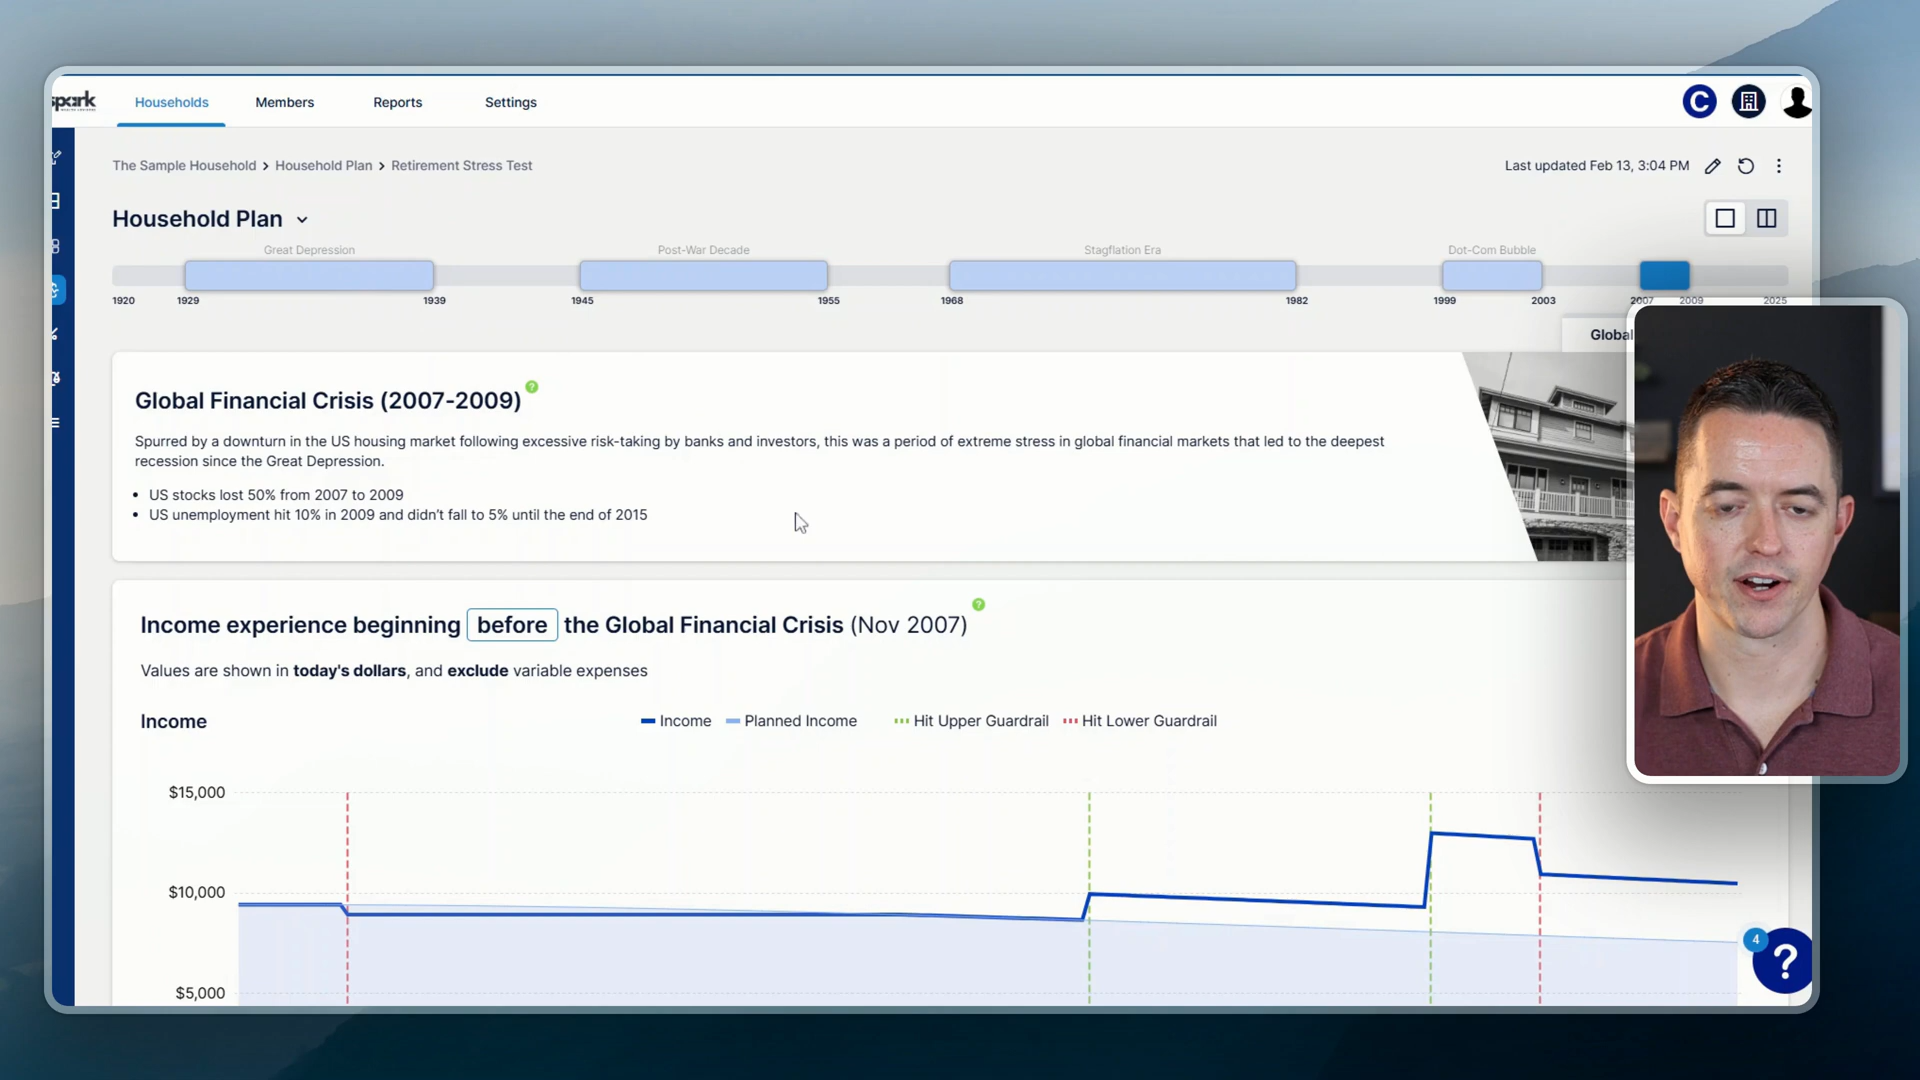 spark
Households
Members
Reports
Settings
C
The Sample Household > Household Plan > Retirement Stress Test
Last updated Feb 13, 3:04 PM
Household Plan
Great Depression
Post-War Decade
Stagflation Era
Dot-Com Bubble
1920
1929
1939
1945
1955
1968
1982
1999
2003
2007
2009
2025
Global
Global Financial Crisis (2007-2009)
?
Spurred by a downturn in the US housing market following excessive risk-taking by banks and investors, this was a period of extreme stress in global financial markets that led to the deepest
recession since the Great Depression.
• US stocks lost 50% from 2007 to 2009
• US unemployment hit 10% in 2009 and didn't fall to 5% until the end of 2015
Income experience beginning before the Global Financial Crisis (Nov 2007)
?
Values are shown in today's dollars, and exclude variable expenses
Income
Income
Planned Income
Hit Upper Guardrail
Hit Lower Guardrail
$15,000
$10,000
$5,000
4
?